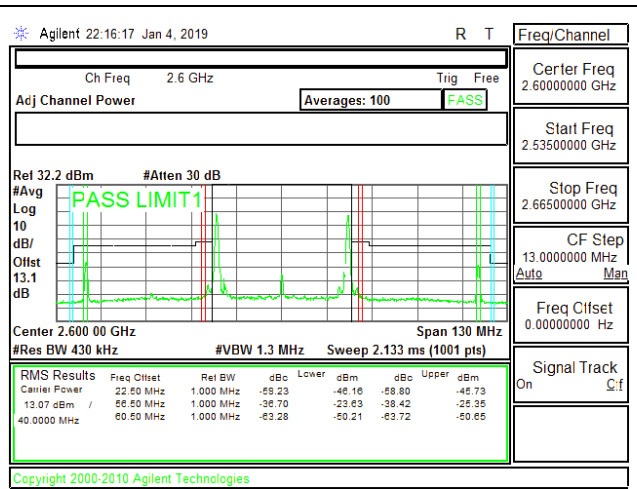 Agilent 22:16:17 Jan 4, 2019 R T
Ch Freq 2.6 GHz Trig Free
Adj Channel Power Averages: 100 PASS
Ref 32.2 dBm #Atten 30 dB
#Avg
Log
10
dB/
Offst
13.1
dB
PASS LIMIT1
Center 2.600 00 GHz Span 130 MHz
#Res BW 430 kHz #VBW 1.3 MHz Sweep 2.133 ms (1001 pts)
RMS Results Freq Offset Ref BW dBc Lower dBm dBc Upper dBm
Carrier Power 22.50 MHz 1.000 MHz -59.23 -46.16 -58.80 -45.73
13.07 dBm / 56.50 MHz 1.000 MHz -36.70 -23.63 -38.42 -25.35
40.0000 MHz 60.50 MHz 1.000 MHz -63.28 -50.21 -63.72 -50.65
Copyright 2000-2010 Agilent Technologies
Freq/Channel
Center Freq
2.60000000 GHz
Start Freq
2.53500000 GHz
Stop Freq
2.66500000 GHz
CF Step
13.0000000 MHz
Auto Man
Freq Offset
0.00000000 Hz
Signal Track
On Off